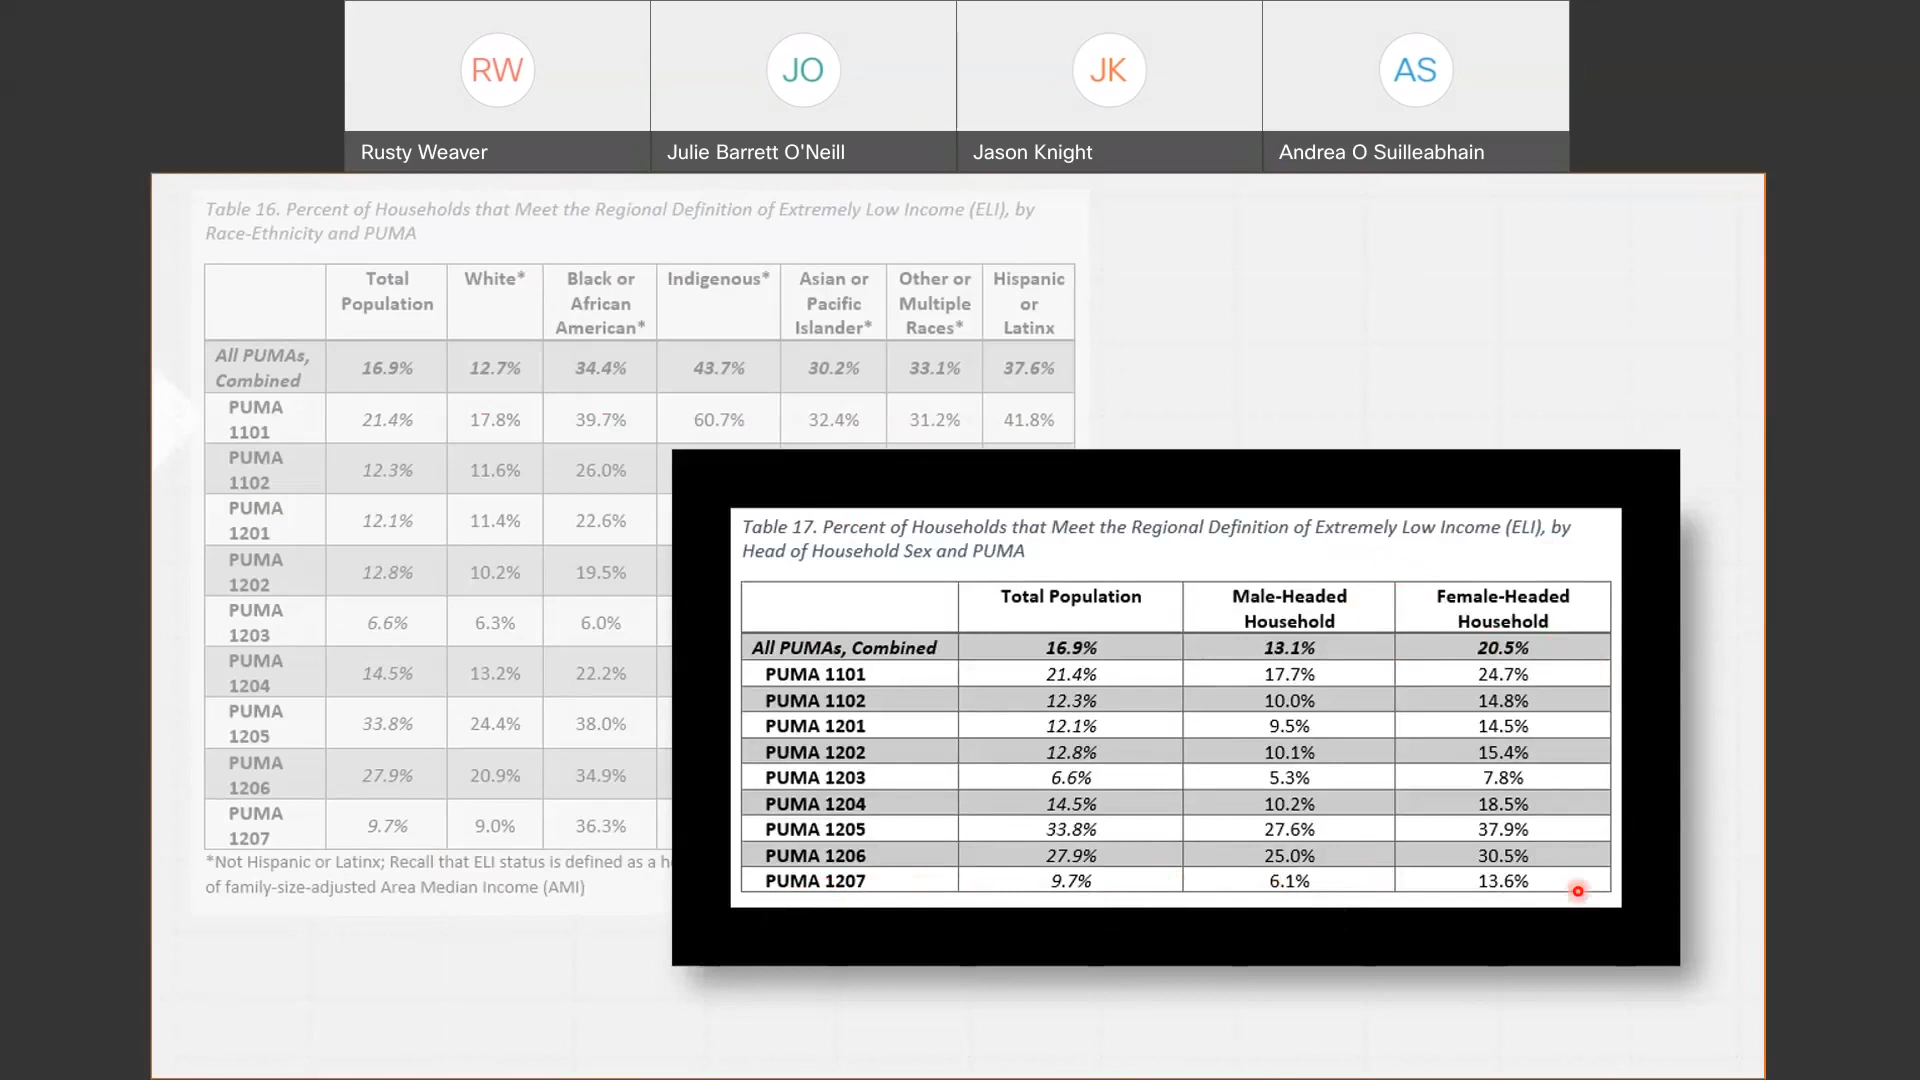 RW JO JK AS
Rusty Weaver Julie Barrett O'Neill Jason Knight Andrea O Suilleabhain
Table 16. Percent of Households that Meet the Regional Definition of Extremely Low Income (ELI), by
Race-Ethnicity and PUMA
Total White* Black or Indigenous* Asian or Other or Hispanic
Population African Pacific Multiple or
American* Islander* Races* Latinx
All PUMAs,
Combined 16.9% 12.7% 34.4% 43.7% 30.2% 33.1% 37.6%
PUMA
1101 21.4% 17.8% 39.7% 60.7% 32.4% 31.2% 41.8%
PUMA
1102 12.3% 11.6% 26.0%
PUMA
1201 12.1% 11.4% 22.6%
PUMA
1202 12.8% 10.2% 19.5%
PUMA
1203 6.6% 6.3% 6.0%
PUMA
1204 14.5% 13.2% 22.2%
PUMA
1205 33.8% 24.4% 38.0%
PUMA
1206 27.9% 20.9% 34.9%
PUMA
1207 9.7% 9.0% 36.3%
*Not Hispanic or Latinx; Recall that ELI status is defined as a
of family-size-adjusted Area Median Income (AMI)
Table 17. Percent of Households that Meet the Regional Definition of Extremely Low Income (ELI), by
Head of Household Sex and PUMA
Total Population Male-Headed Female-Headed
Household Household
All PUMAs, Combined 16.9% 13.1% 20.5%
PUMA 1101 21.4% 17.7% 24.7%
PUMA 1102 12.3% 10.0% 14.8%
PUMA 1201 12.1% 9.5% 14.5%
PUMA 1202 12.8% 10.1% 15.4%
PUMA 1203 6.6% 5.3% 7.8%
PUMA 1204 14.5% 10.2% 18.5%
PUMA 1205 33.8% 27.6% 37.9%
PUMA 1206 27.9% 25.0% 30.5%
PUMA 1207 9.7% 6.1% 13.6%